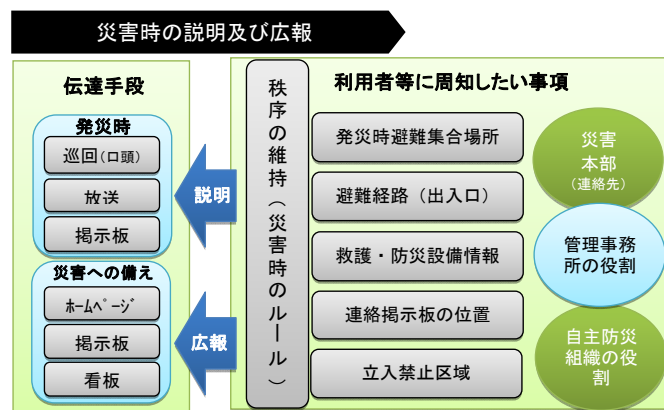 災害時の説明及び広報
伝達手段
発災時
巡回(口頭)
放送
掲示板
災害への備え
ﾎｰﾑﾍﾟｰｼﾞ
掲示板
看板
説明
広報
利用者等に周知したい事項
秩序の維持(災害時のルール)
発災時避難集合場所
避難経路(出入口)
救護・防災設備情報
連絡掲示板の位置
立入禁止区域
災害
本部
(連絡先)
管理事務
所の役割
自主防災
組織の役
割